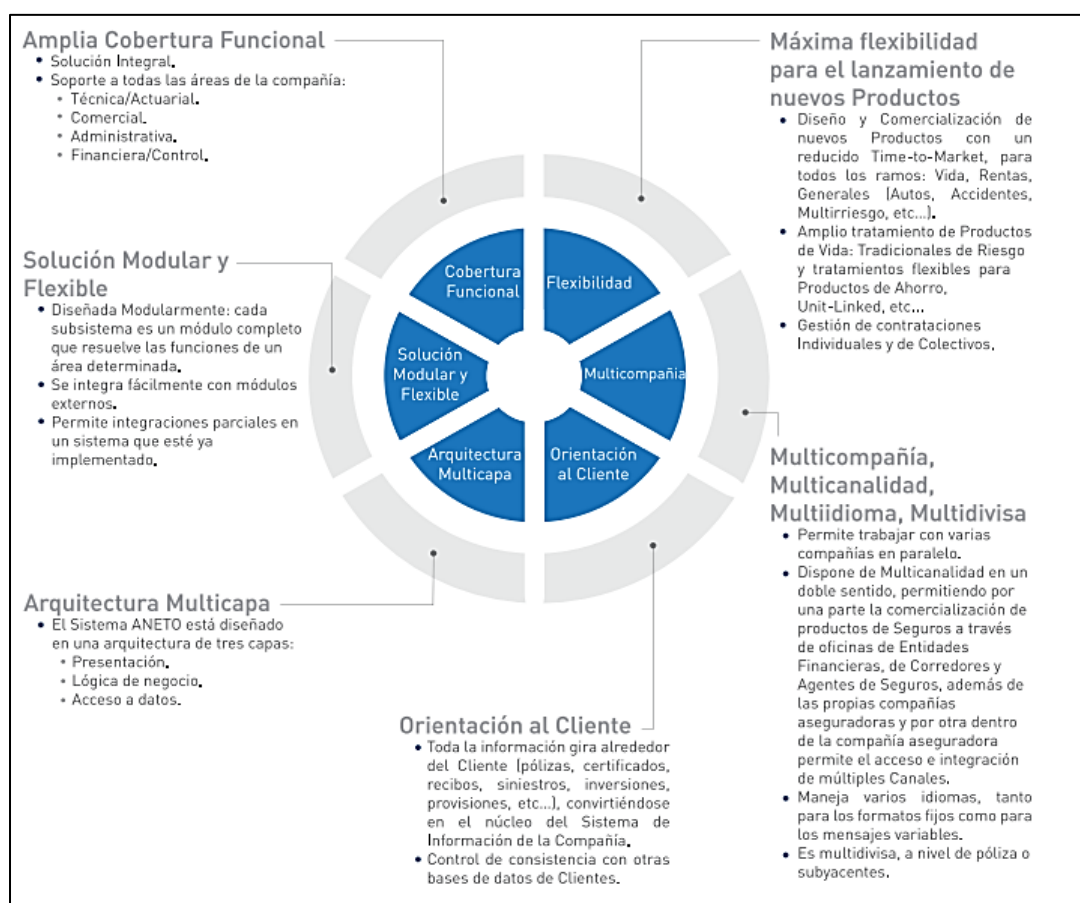 Amplia Cobertura Funcional
• Solución Integral.
• Soporte a todas las áreas de la compañía:
• Técnica/Actuarial.
• Comercial.
• Administrativa.
• Financiera/Control.
Solución Modular y
Flexible
• Diseñada Modularmente: cada
subsistema es un módulo completo
que resuelve las funciones de un
área determinada.
• Se integra fácilmente con módulos
externos.
• Permite integraciones parciales en
un sistema que esté ya
implementado.
Arquitectura Multicapa
• El Sistema ANETO está diseñado
en una arquitectura de tres capas:
• Presentación.
• Lógica de negocio.
• Acceso a datos.
Cobertura
Funcional
Flexibilidad
Solución
Modular y
Flexible
Multicompañia
Arquitectura
Multicapa
Orientación
al Cliente
Orientación al Cliente
• Toda la información gira alrededor
del Cliente (pólizas, certificados,
recibos, siniestros, inversiones,
provisiones, etc...), convirtiéndose
en el núcleo del Sistema de
Información de la Compañía.
• Control de consistencia con otras
bases de datos de Clientes.
Máxima flexibilidad
para el lanzamiento de
nuevos Productos
• Diseño y Comercialización de
nuevos Productos con un
reducido Time-to-Market, para
todos los ramos: Vida, Rentas,
Generales (Autos, Accidentes,
Multirriesgo, etc...).
• Amplio tratamiento de Productos
de Vida: Tradicionales de Riesgo
y tratamientos flexibles para
Productos de Ahorro,
Unit-Linked, etc...
• Gestión de contrataciones
Individuales y de Colectivos.
Multicompañía,
Multicanalidad,
Multiidioma, Multidivisa
• Permite trabajar con varias
compañías en paralelo.
• Dispone de Multicanalidad en un
doble sentido, permitiendo por
una parte la comercialización de
productos de Seguros a través
de oficinas de Entidades
Financieras, de Corredores y
Agentes de Seguros, además de
las propias compañías
aseguradoras y por otra dentro
de la compañía aseguradora
permite el acceso e integración
de múltiples Canales.
• Maneja varios idiomas, tanto
para los formatos fijos como para
los mensajes variables.
• Es multidivisa, a nivel de póliza o
subyacentes.